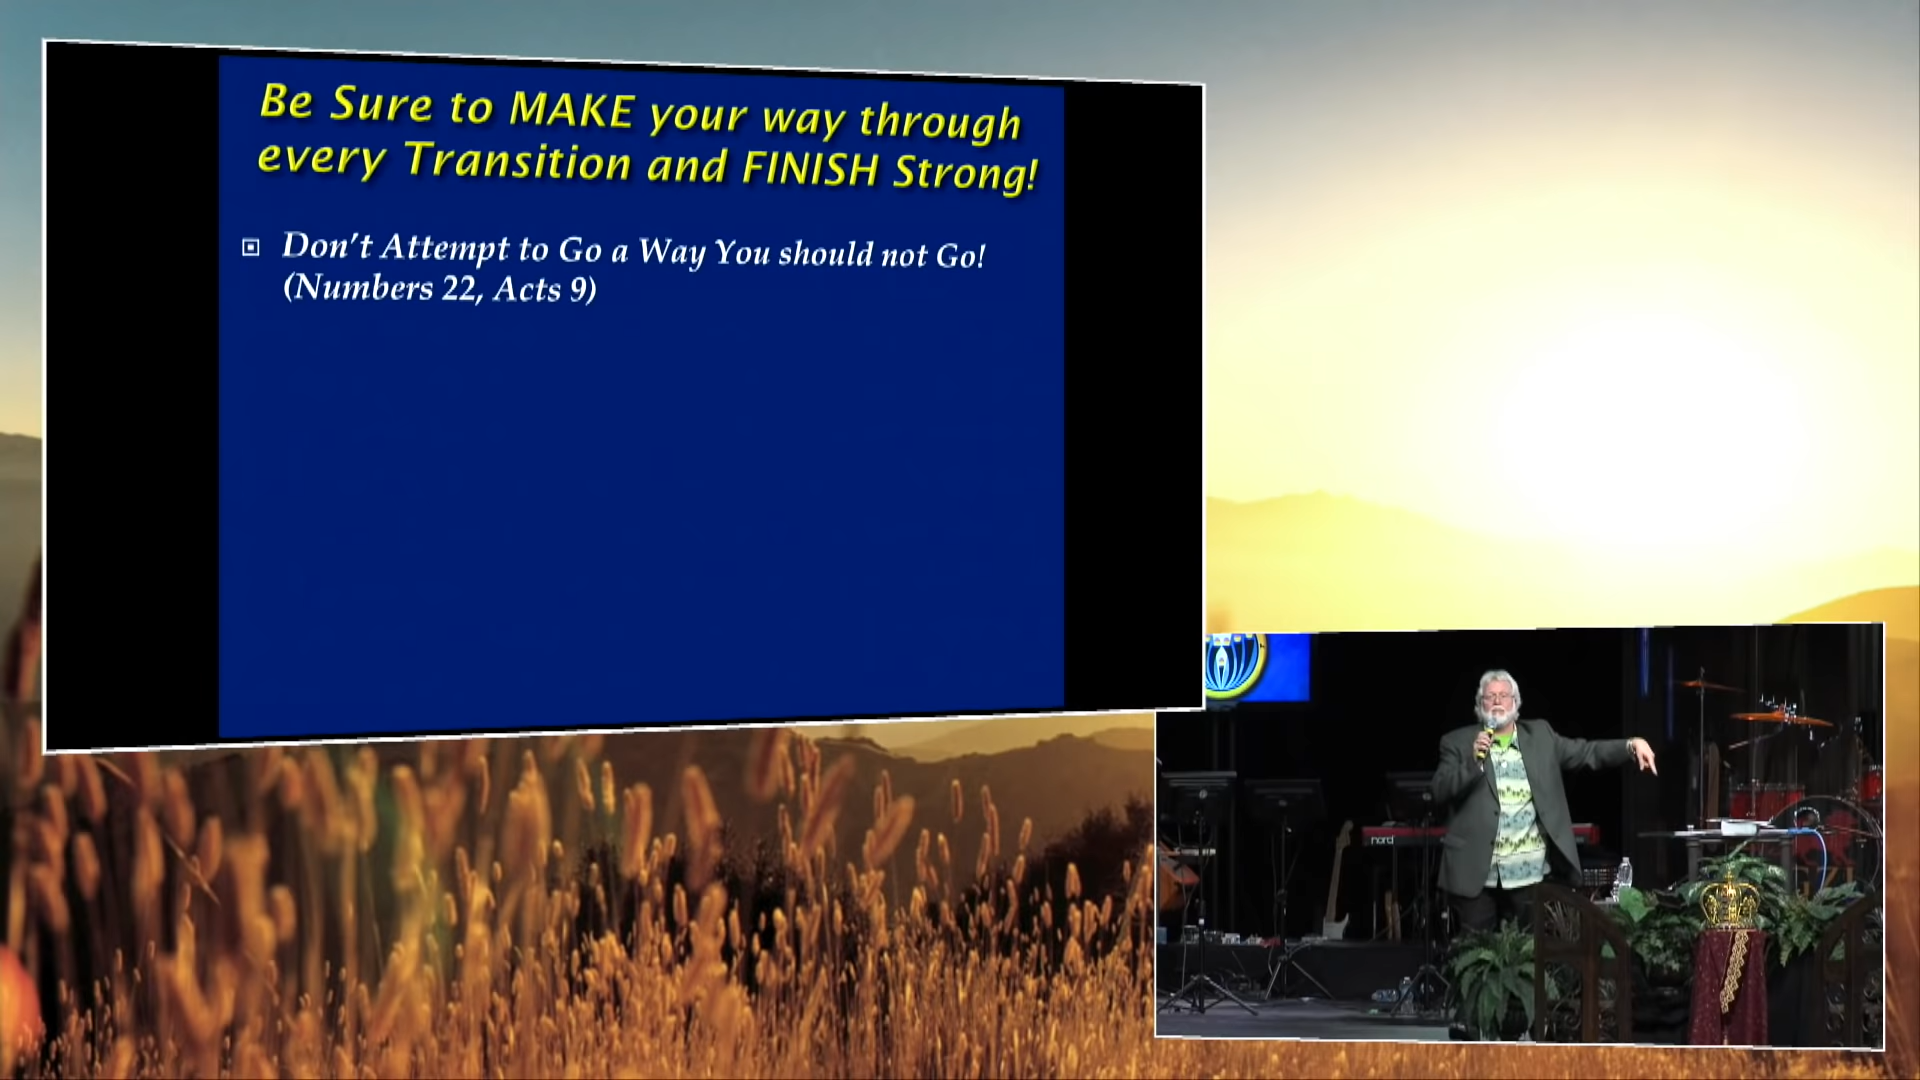 Be Sure to MAKE your way through
every Transition and FINISH Strong!
Don't Attempt to Go a Way You should not Go!
(Numbers 22, Acts 9)
nord